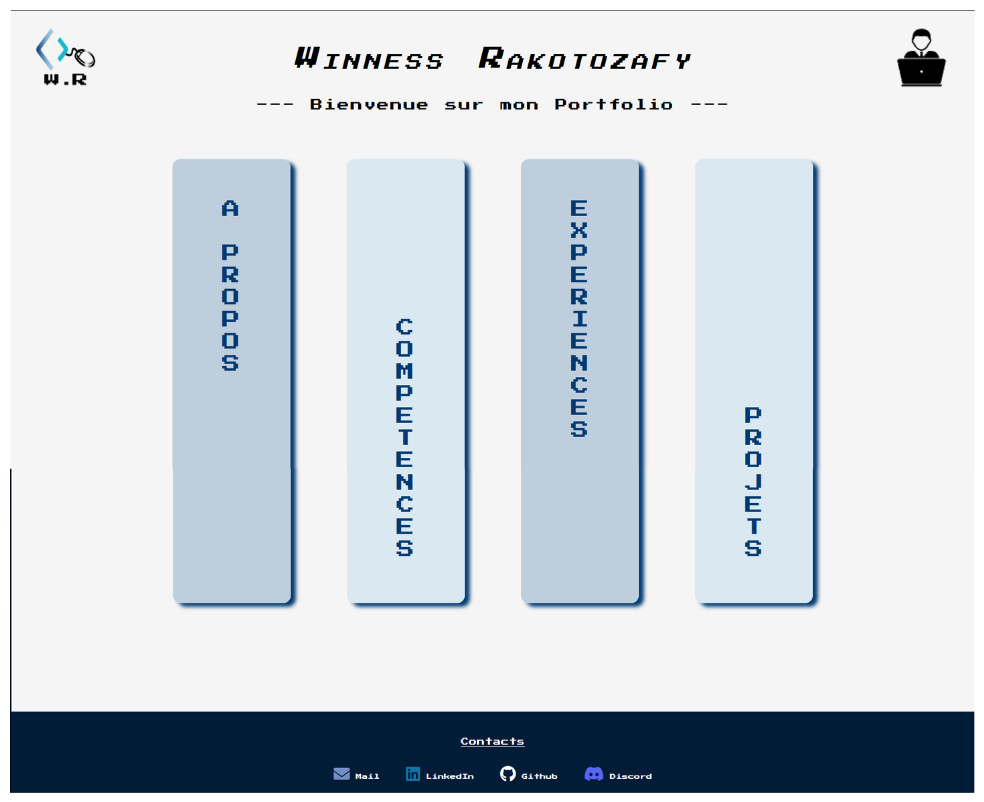 W.R
Winness Rakotozafy
--- Bienvenue sur mon Portfolio ---
A PROPOS
COMPETENCES
EXPERIENCES
PROJETS
Contacts
Mail LinkedIn Github Discord